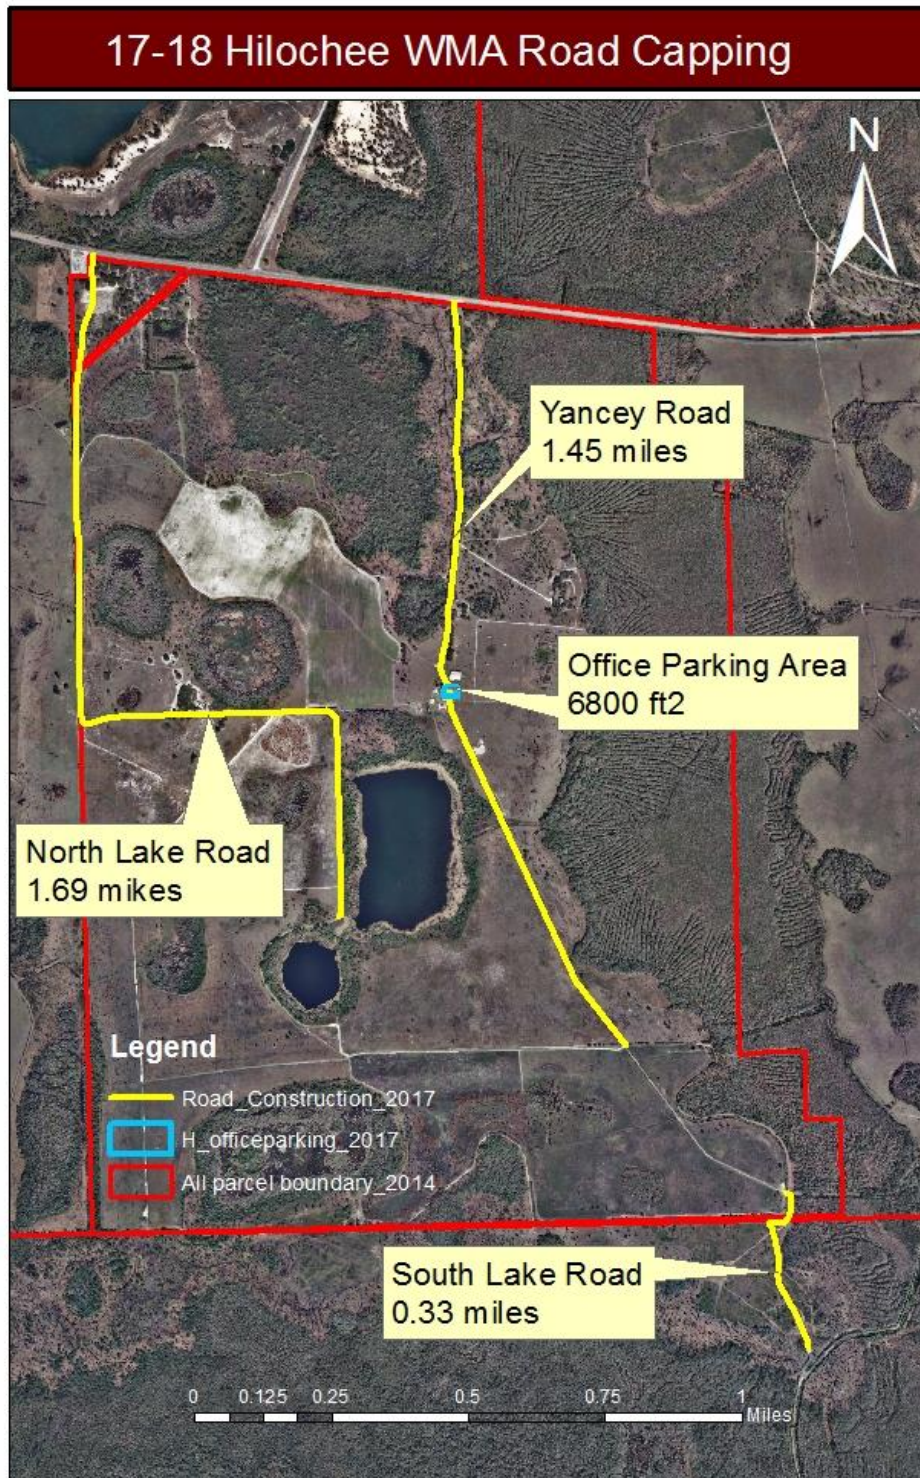 17-18 Hilochee WMA Road Capping
N
Yancey Road
1.45 miles
Office Parking Area
6800 ft2
North Lake Road
1.69 mikes
Legend
Road_Construction_2017
H_officeparking_2017
All parcel boundary_2014
South Lake Road
0.33 miles
0 0.125 0.25 0.5 0.75 1
Miles